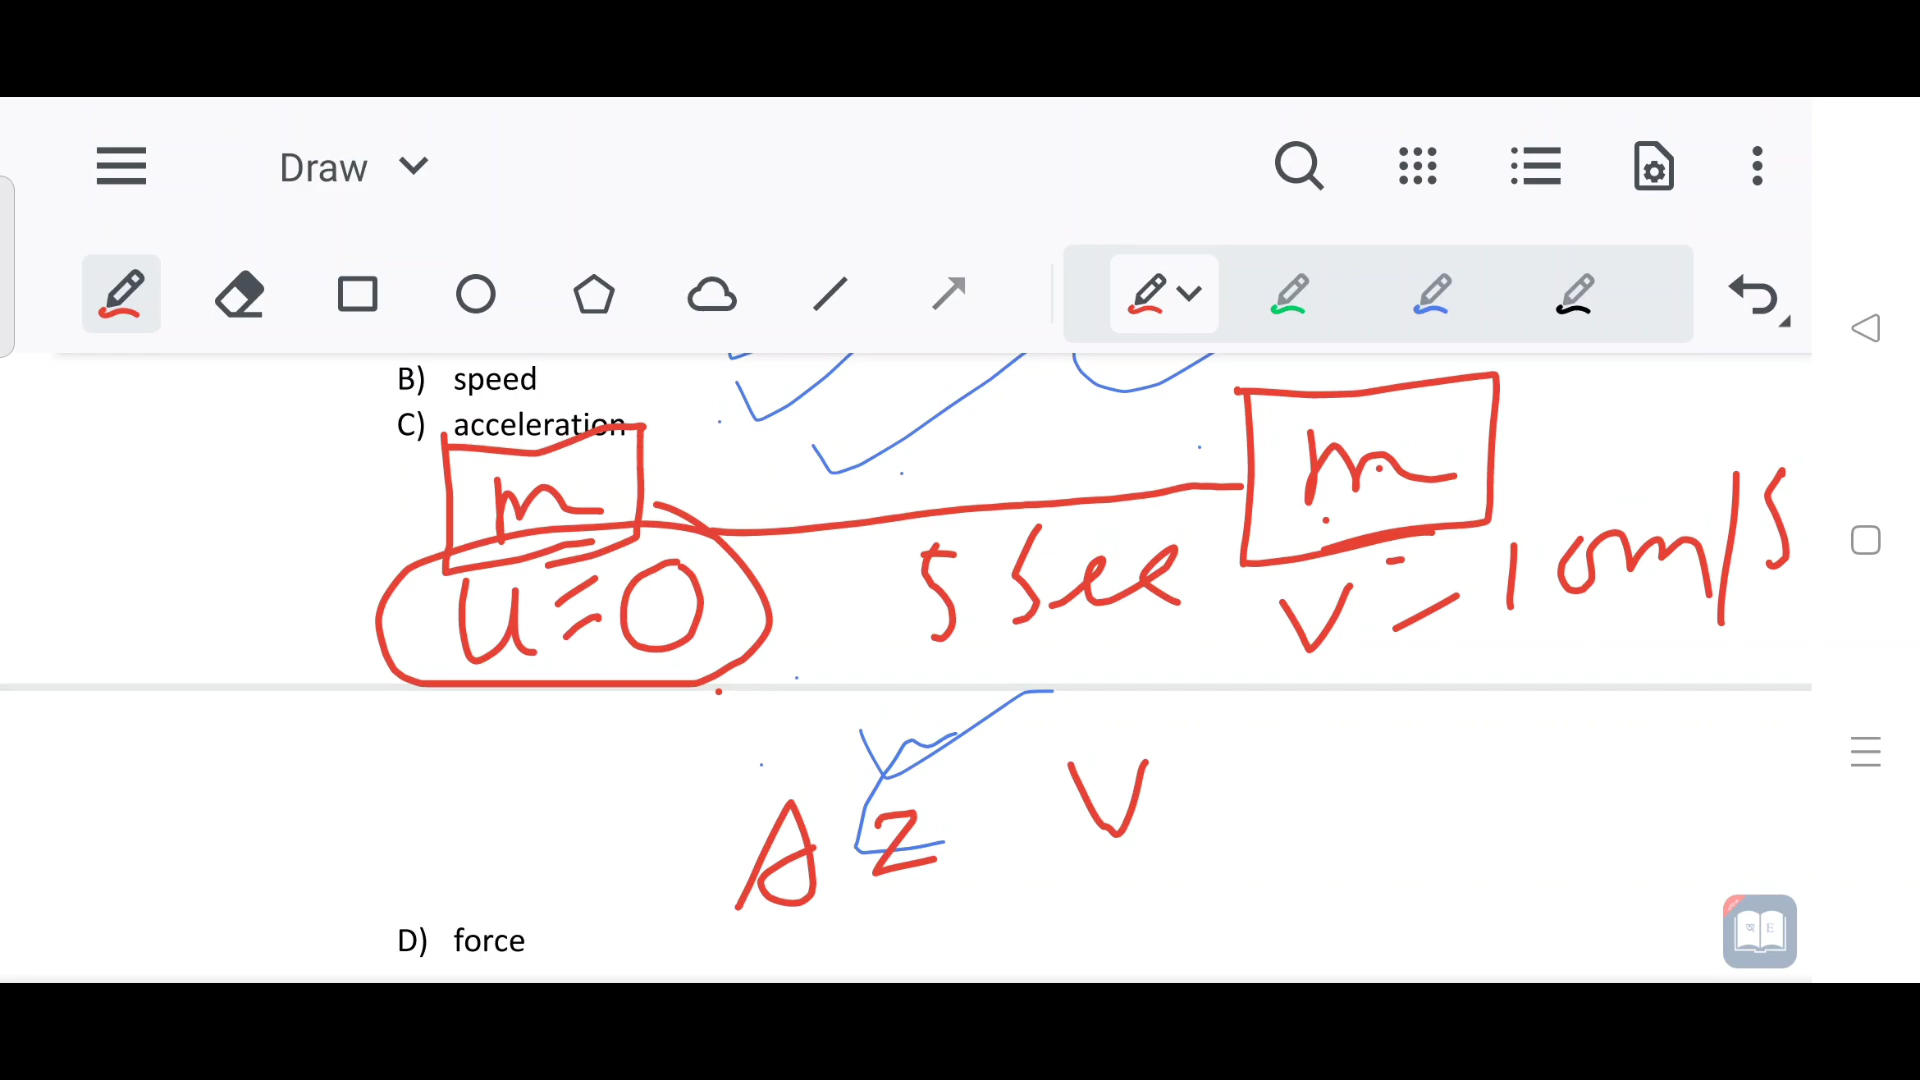 Draw
B) speed
C) acceleration
m
m
u = 0
5 sec
V = 10m/s
A = V
D) force